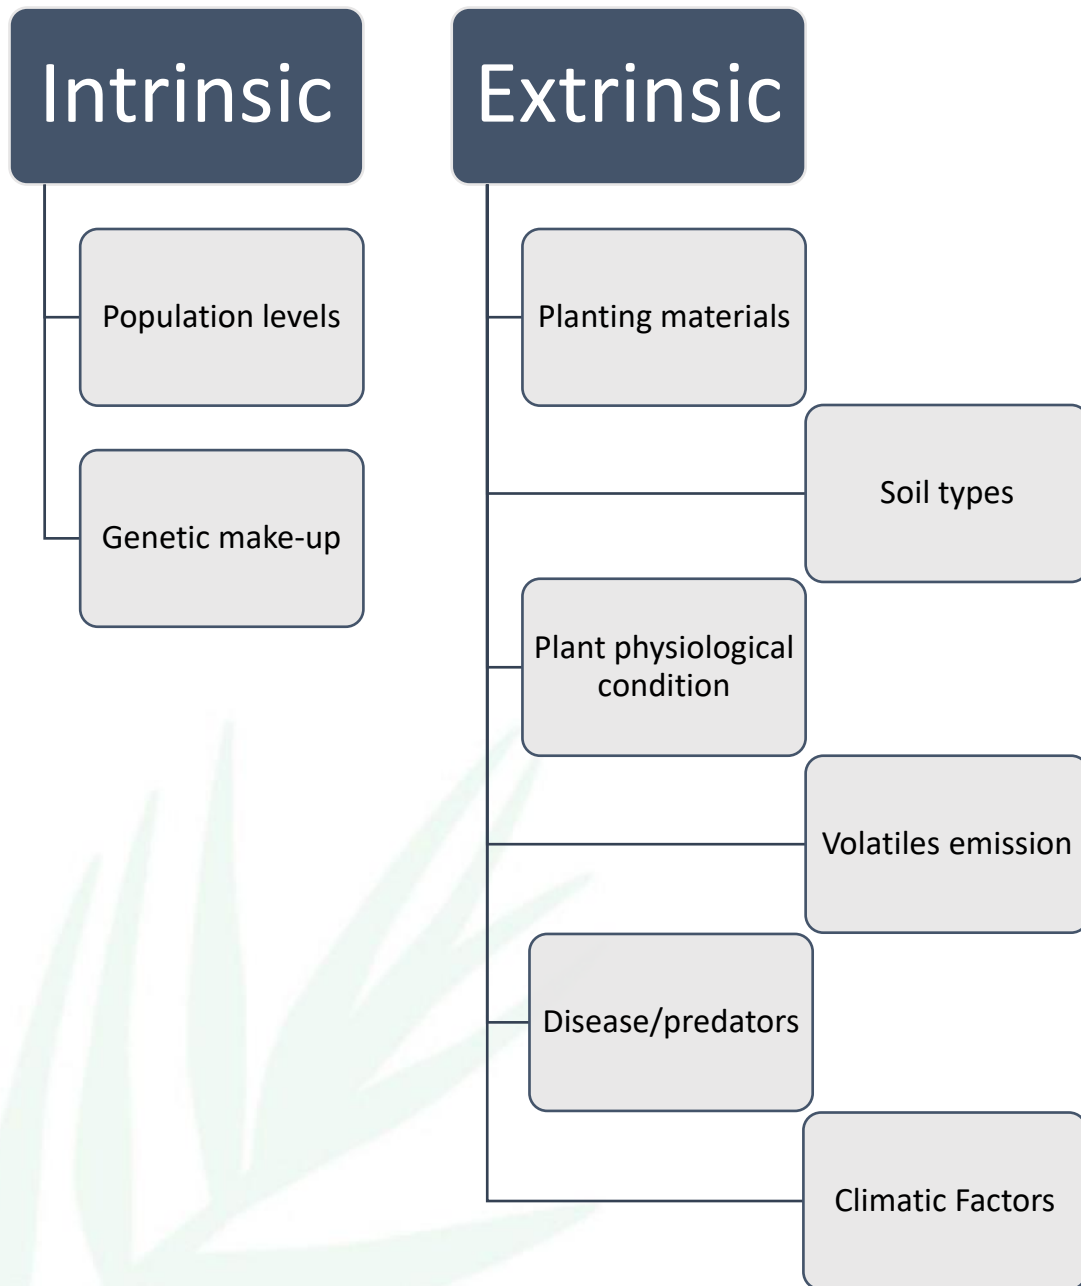 Intrinsic
Population levels
Genetic make-up
Extrinsic
Planting materials
Soil types
Plant physiological
condition
Volatiles emission
Disease/predators
Climatic Factors